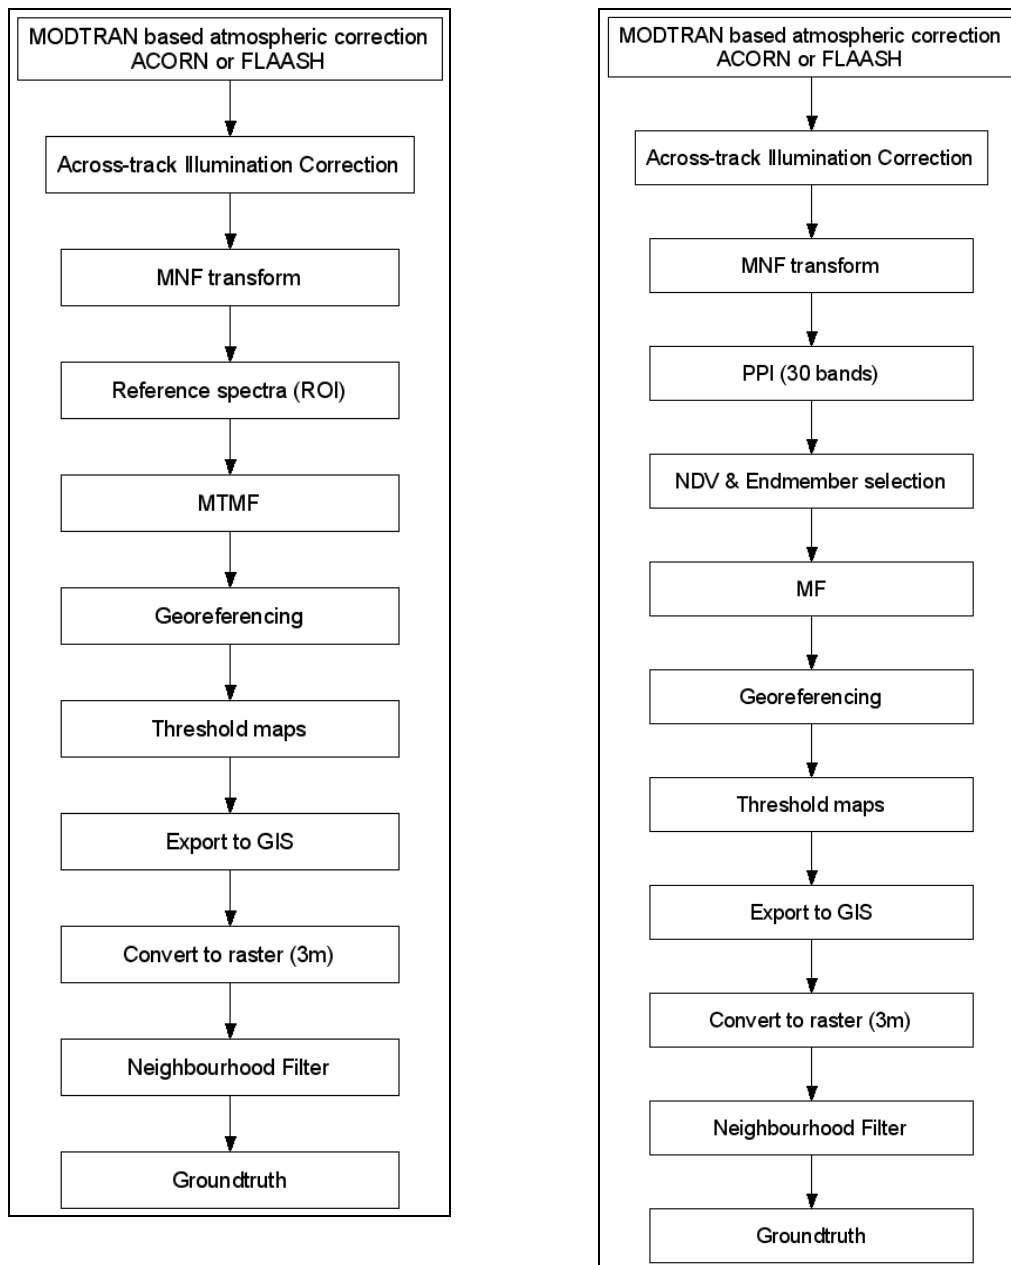 MODTRAN based atmospheric correction
ACORN or FLAASH
Across-track Illumination Correction
MNF transform
Reference spectra (ROI)
MTMF
Georeferencing
Threshold maps
Export to GIS
Convert to raster (3m)
Neighbourhood Filter
Groundtruth
MODTRAN based atmospheric correction
ACORN or FLAASH
Across-track Illumination Correction
MNF transform
PPI (30 bands)
NDV & Endmember selection
MF
Georeferencing
Threshold maps
Export to GIS
Convert to raster (3m)
Neighbourhood Filter
Groundtruth